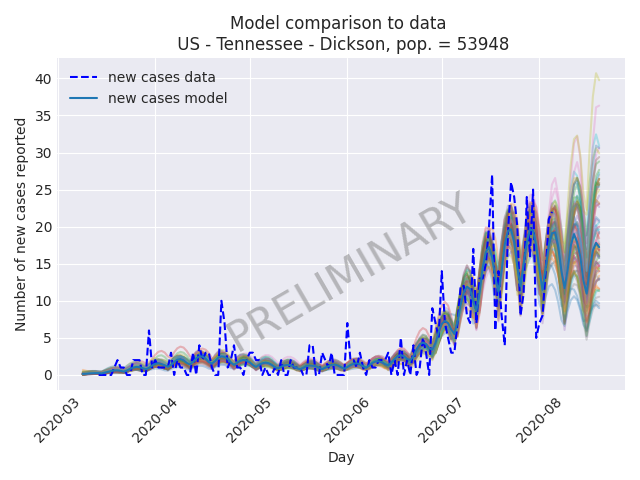 Model comparison to data
US - Tennessee - Dickson, pop. = 53948
new cases data
new cases model
Number of new cases reported
40
35
30
25
20
15
10
5
0
PRELIMINARY
2020-03
2020-04
2020-05
2020-06
2020-07
2020-08
Day